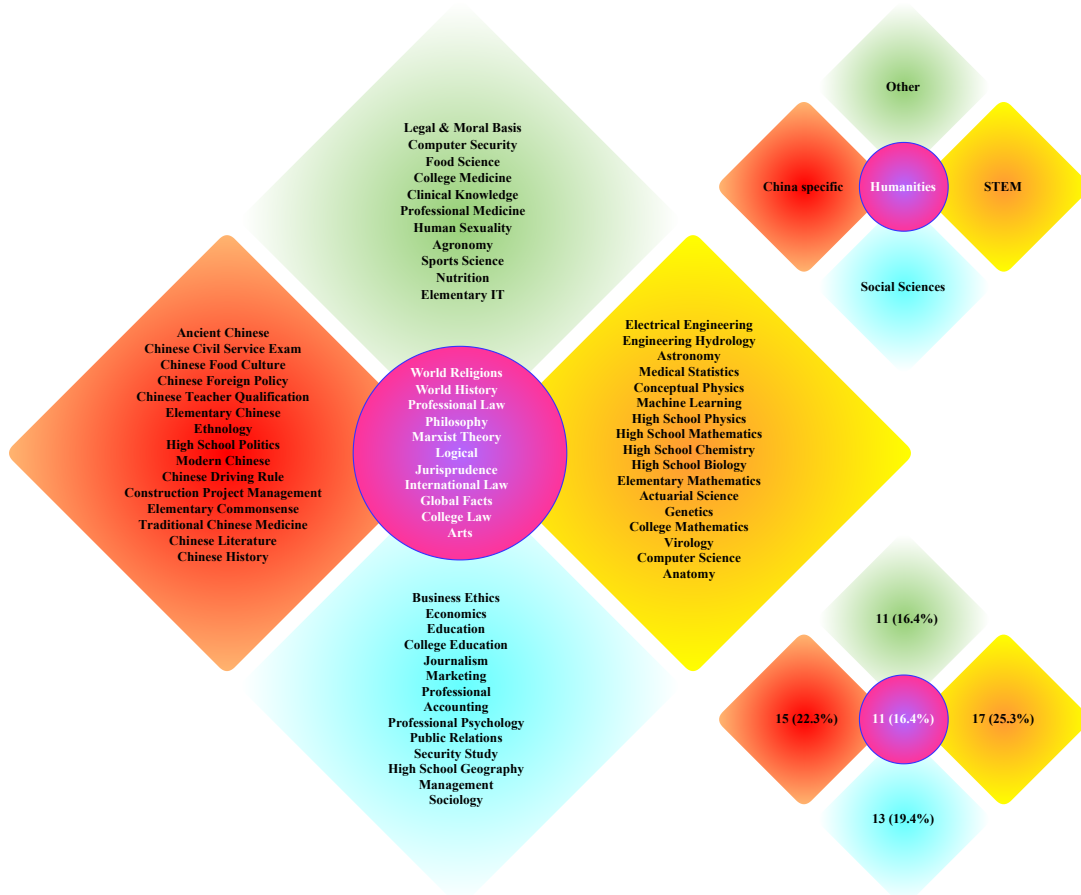 Legal & Moral Basis
Computer Security
Food Science
College Medicine
Clinical Knowledge
Professional Medicine
Human Sexuality
Agronomy
Sports Science
Nutrition
Elementary IT
Ancient Chinese
Chinese Civil Service Exam
Chinese Food Culture
Chinese Foreign Policy
Chinese Teacher Qualification
Elementary Chinese
Ethnology
High School Politics
Modern Chinese
Chinese Driving Rule
Construction Project Management
Elementary Commonsense
Traditional Chinese Medicine
Chinese Literature
Chinese History
World Religions
World History
Professional Law
Philosophy
Marxist Theory
Logical
Jurisprudence
International Law
Global Facts
College Law
Arts
Electrical Engineering
Engineering Hydrology
Astronomy
Medical Statistics
Conceptual Physics
Machine Learning
High School Physics
High School Mathematics
High School Chemistry
High School Biology
Elementary Mathematics
Actuarial Science
Genetics
College Mathematics
Virology
Computer Science
Anatomy
Business Ethics
Economics
Education
College Education
Journalism
Marketing
Professional
Accounting
Professional Psychology
Public Relations
Security Study
High School Geography
Management
Sociology
Other
China specific
Humanities
STEM
Social Sciences
11 (16.4%)
15 (22.3%)
11 (16.4%)
17 (25.3%)
13 (19.4%)